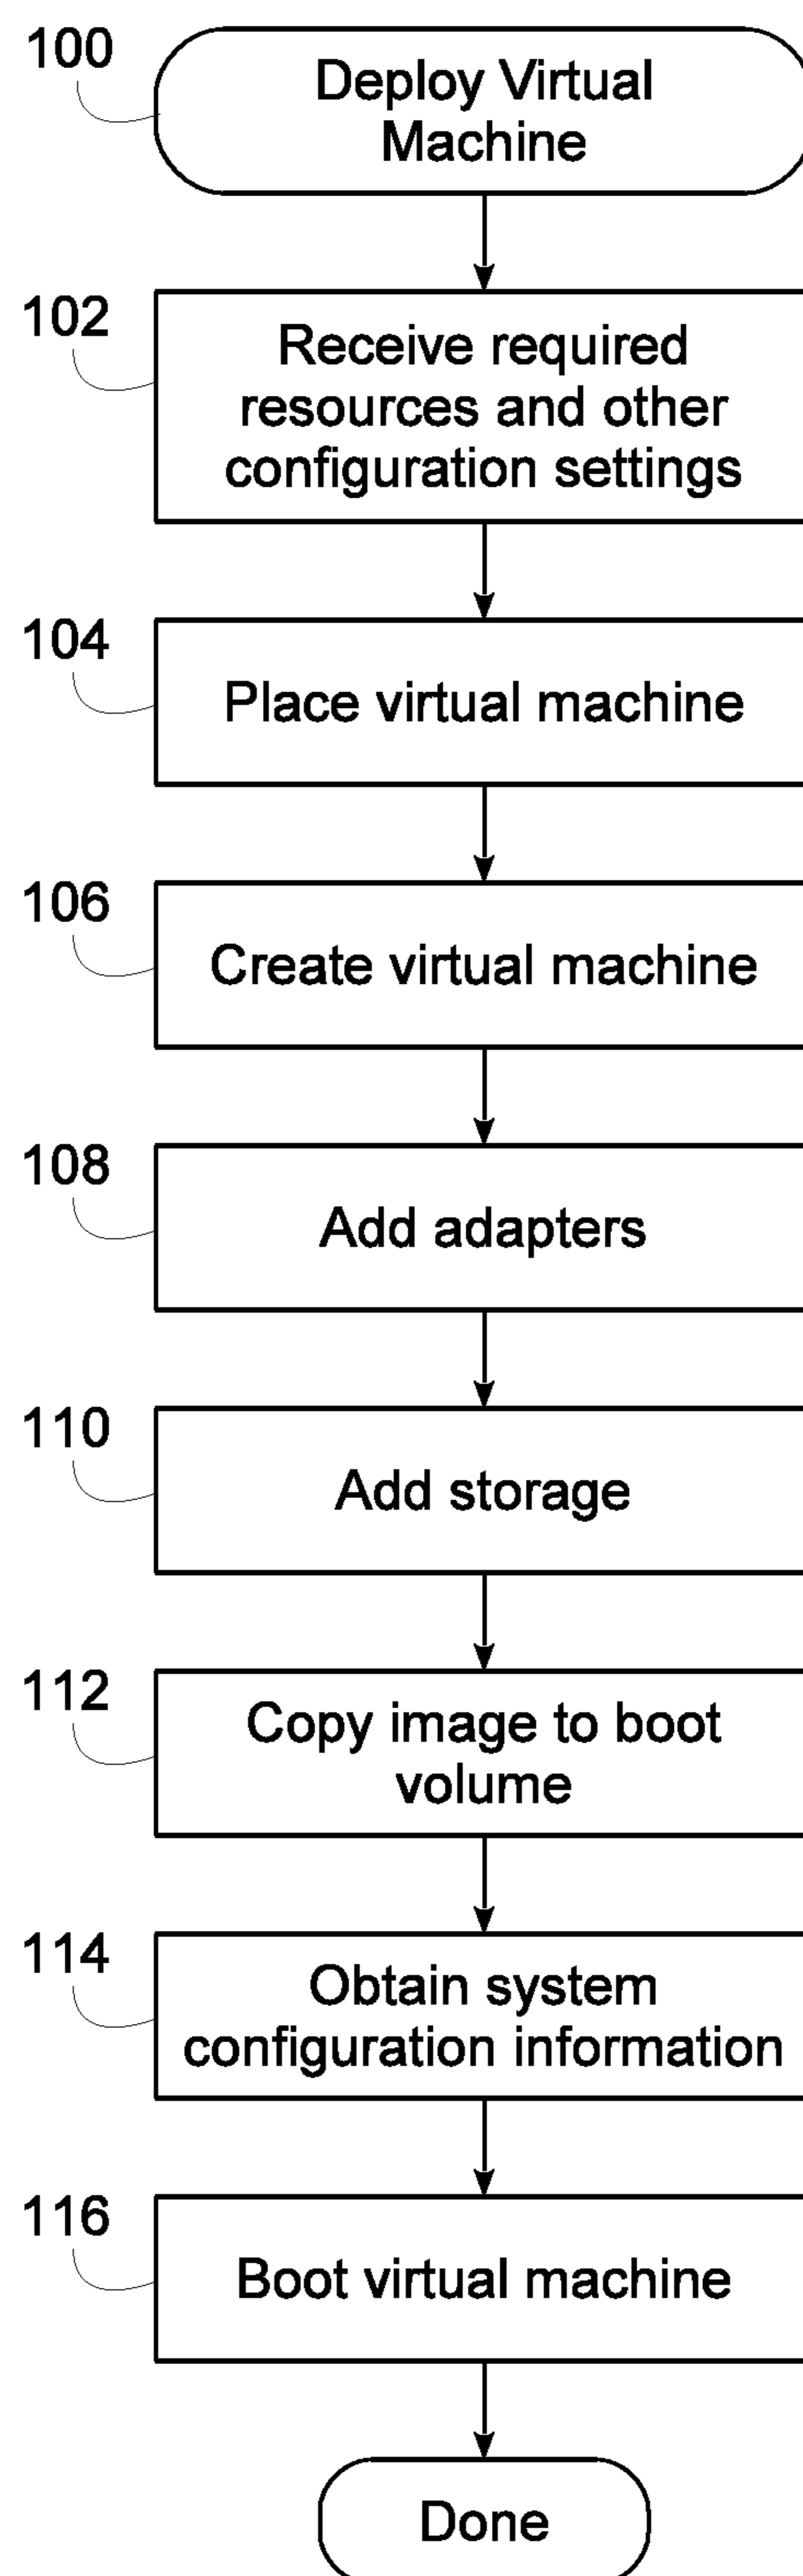 100
Deploy Virtual
Machine
102
Receive required
resources and other
configuration settings
104
Place virtual machine
106
Create virtual machine
108
Add adapters
110
Add storage
112
Copy image to boot
volume
114
Obtain system
configuration information
116
Boot virtual machine
Done